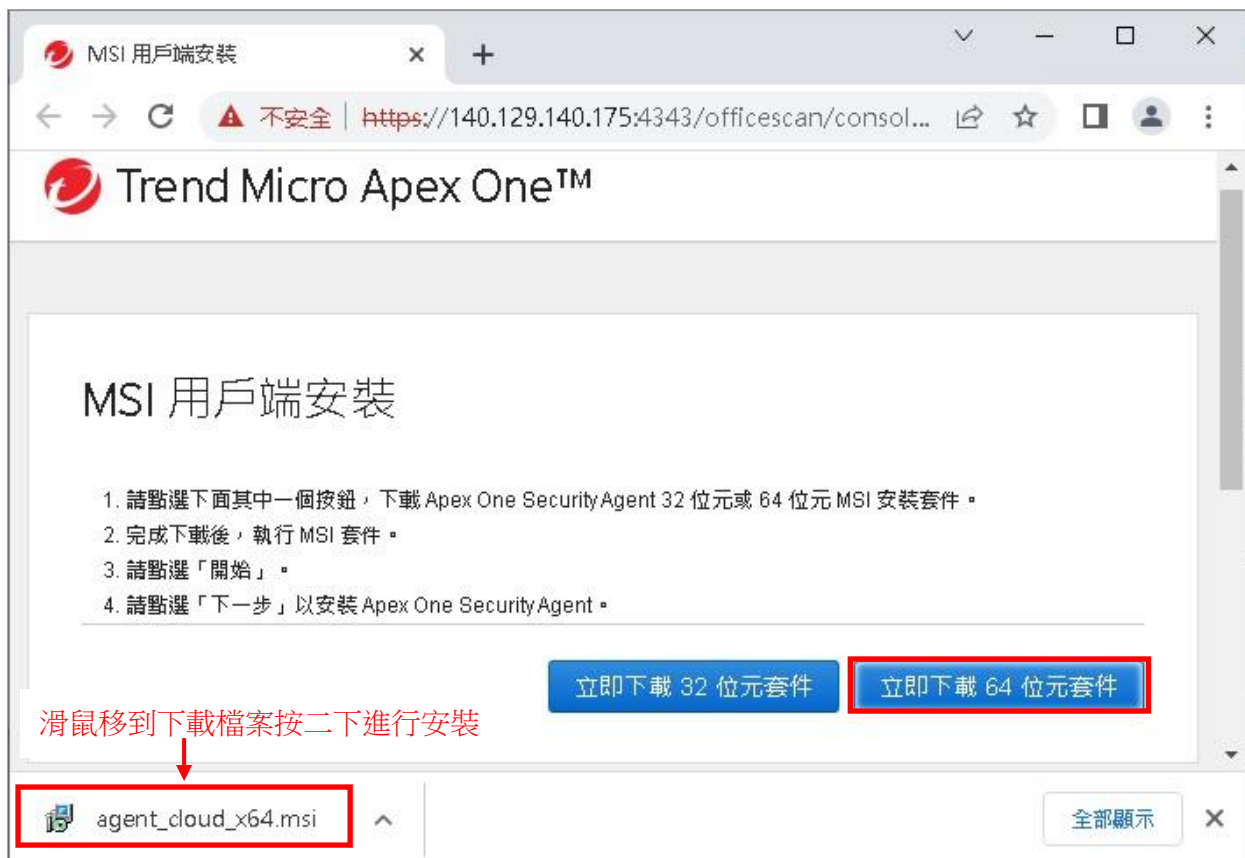 MSI 用戶端安裝
不安全 | https://140.129.140.175:4343/officescan/consol...
Trend Micro Apex One™
MSI 用戶端安裝
1. 請點選下面其中一個按鈕，下載 Apex One Security Agent 32 位元或 64 位元 MSI 安裝套件。
2. 完成下載後，執行 MSI 套件。
3. 請點選「開始」。
4. 請點選「下一步」以安裝 Apex One Security Agent。
立即下載 32 位元套件
立即下載 64 位元套件
滑鼠移到下載檔案按二下進行安裝
agent_cloud_x64.msi
全部顯示